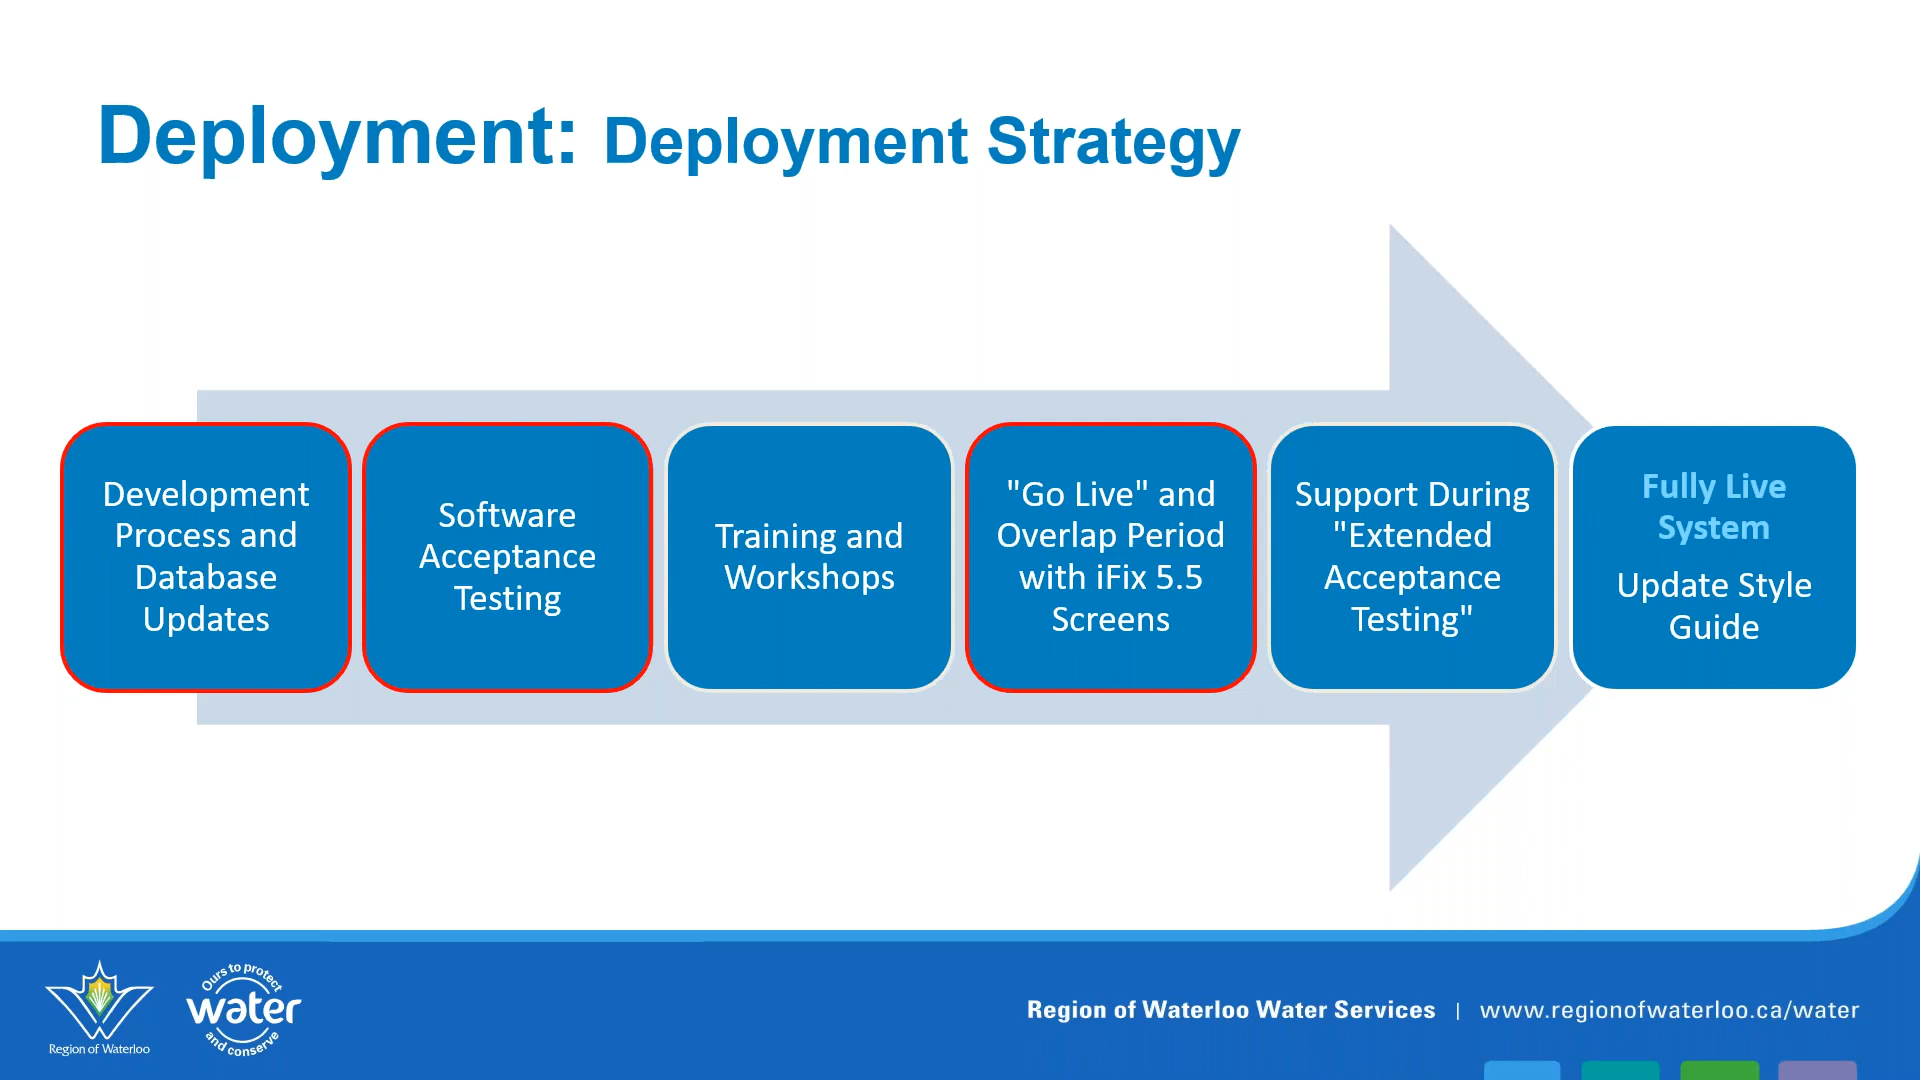 Deployment: Deployment Strategy
Development
Process and
Database
Updates
Software
Acceptance
Testing
Training and
Workshops
"Go Live" and
Overlap Period
with iFix 5.5
Screens
Support During
"Extended
Acceptance
Testing"
Fully Live
System
Update Style
Guide
Region of Waterloo
Ours to protect
water
and conserve
Region of Waterloo Water Services | www.regionofwaterloo.ca/water